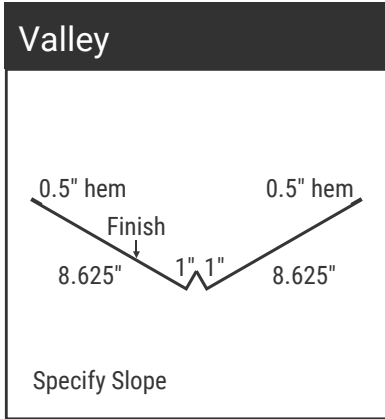 Valley
0.5" hem 0.5" hem
Finish
1" 1"
8.625" 8.625"
Specify Slope